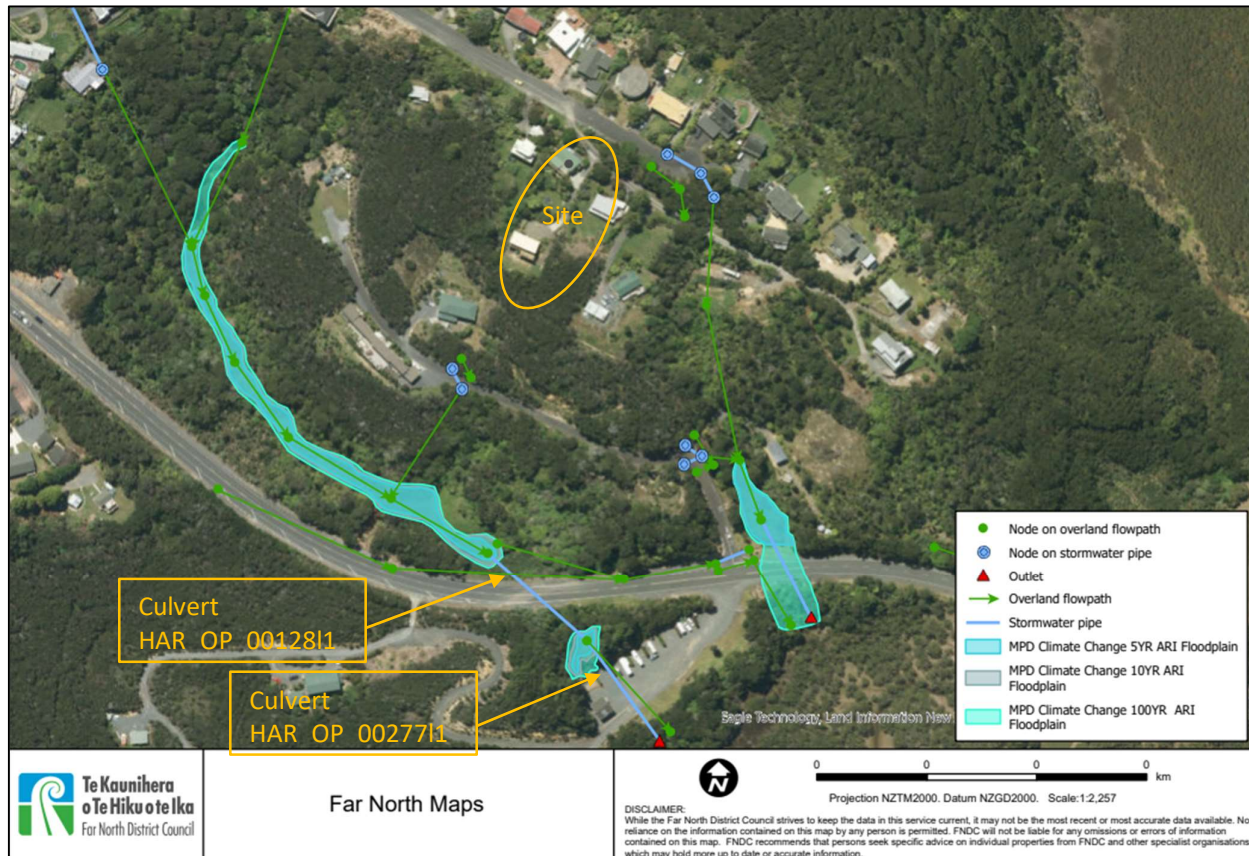 Site
Culvert
HAR_OP_00128l1
Culvert
HAR_OP_00277l1
Eagle Technology, Land Information New
Node on overland flowpath
Node on stormwater pipe
Outlet
Overland flowpath
Stormwater pipe
MPD Climate Change 5YR ARI Floodplain
MPD Climate Change 10YR ARI
Floodplain
MPD Climate Change 100YR ARI
Floodplain
Te Kaunihera
o Te Hiku o te Ika
Far North District Council
Far North Maps
N
0 0 0 0
km
Projection NZTM2000. Datum NZGD2000. Scale:1:2,257
DISCLAIMER:
While the Far North District Council strives to keep the data in this service current, it may not be the most recent or most accurate data available. No
reliance on the information contained on this map by any person is permitted. FNDC will not be liable for any omissions or errors of information
contained on this map. FNDC recommends that persons seek specific advice on individual properties from FNDC and other specialist organisations
which may hold more up to date or accurate information.